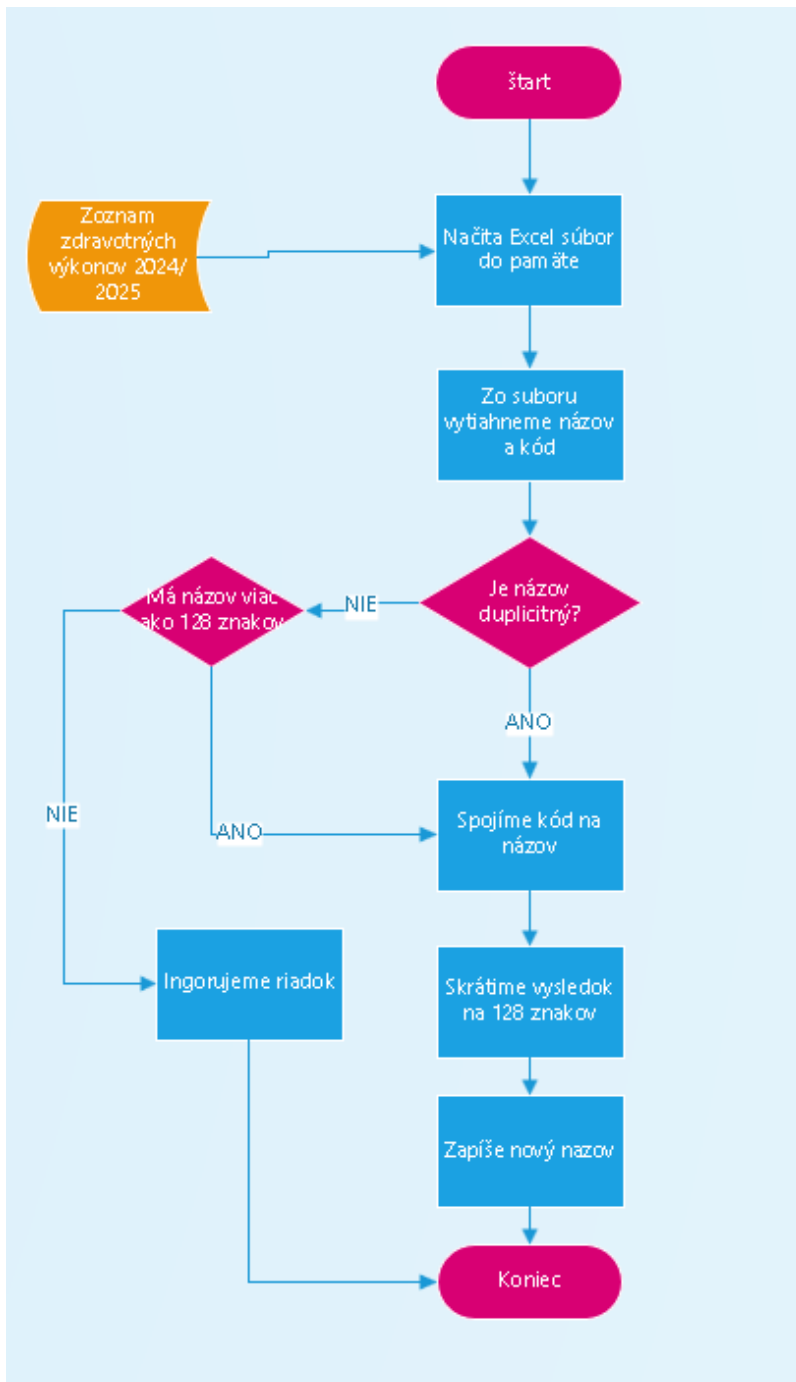 štart
Zoznam
zdravotných
výkonov 2024/
2025
Načita Excel súbor
do pamäte
Zo suboru
vytiahneme názov
a kód
Je názov
duplicitný?
NIE
Má názov viac
ako 128 znakov
ANO
NIE
ANO
Spojíme kód na
názov
Ingorujeme riadok
Skrátime vysledok
na 128 znakov
Zapíše nový nazov
Koniec